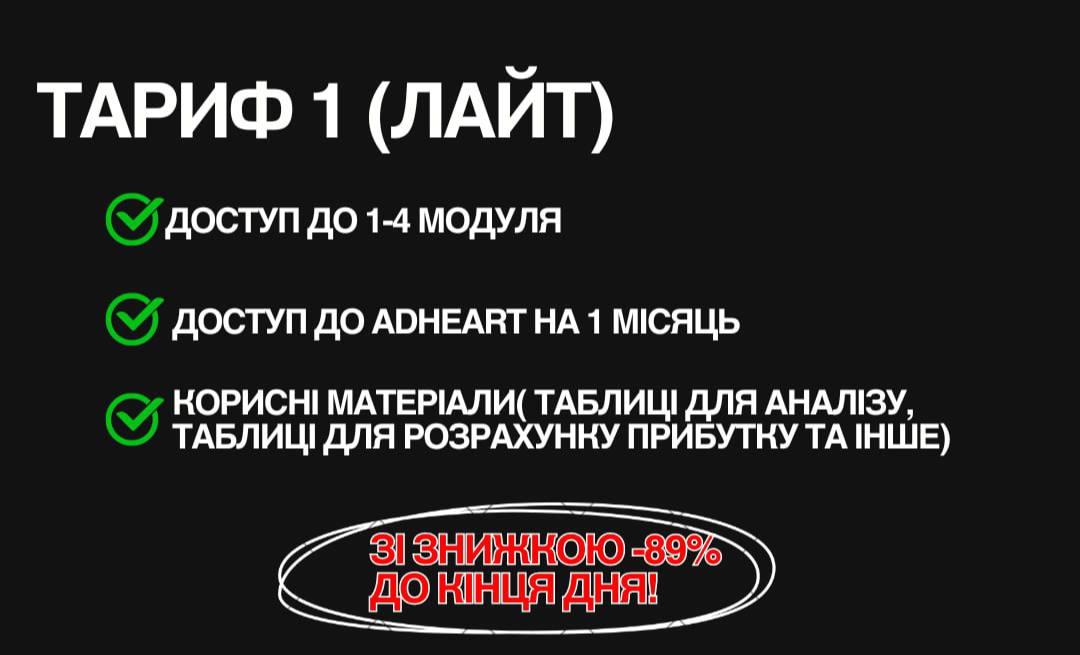 ТАРИФ 1 (ЛАЙТ)
ДОСТУП ДО 1-4 МОДУЛЯ
ДОСТУП ДО ADHEART НА 1 МІСЯЦЬ
КОРИСНІ МАТЕРІАЛИ( ТАБЛИЦІ ДЛЯ АНАЛІЗУ,
ТАБЛИЦІ ДЛЯ РОЗРАХУНКУ ПРИБУТКУ ТА ІНШЕ)
ЗІ ЗНИЖКОЮ -89%
ДО КІНЦЯ ДНЯ!